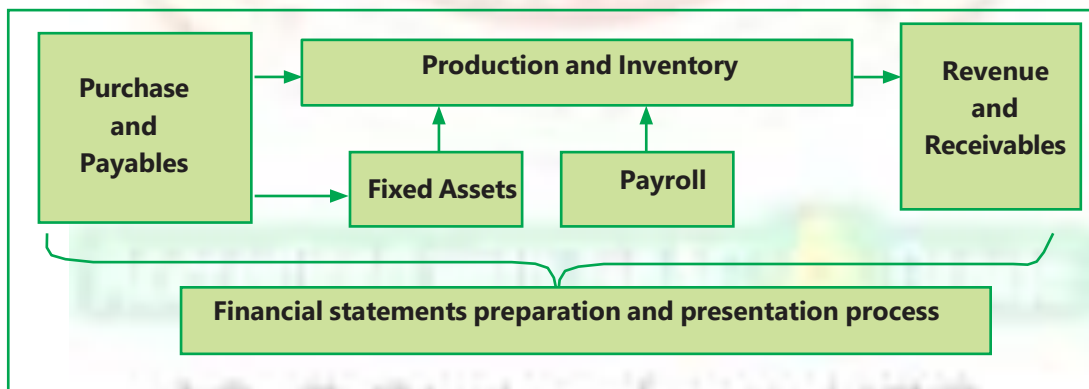 Purchase
and
Payables
Production and Inventory
Revenue
and
Receivables
Fixed Assets
Payroll
Financial statements preparation and presentation process